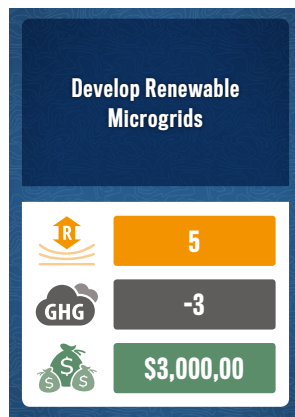 Develop Renewable
Microgrids
R
5
GHG
-3
$ $ $
$3,000,00